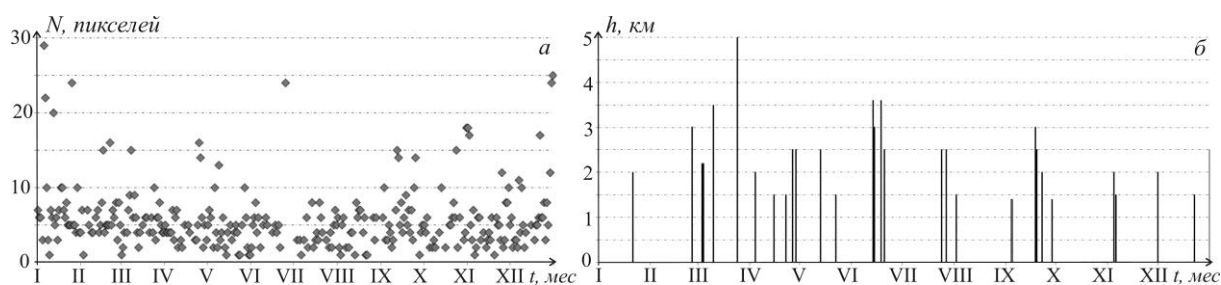 N, пикселей
а
30
20
10
0
I II III IV V VI VII VIII IX X XI XII t, мес
h, км
б
5
4
3
2
1
0
I II III IV V VI VII VIII IX X XI XII t, мес